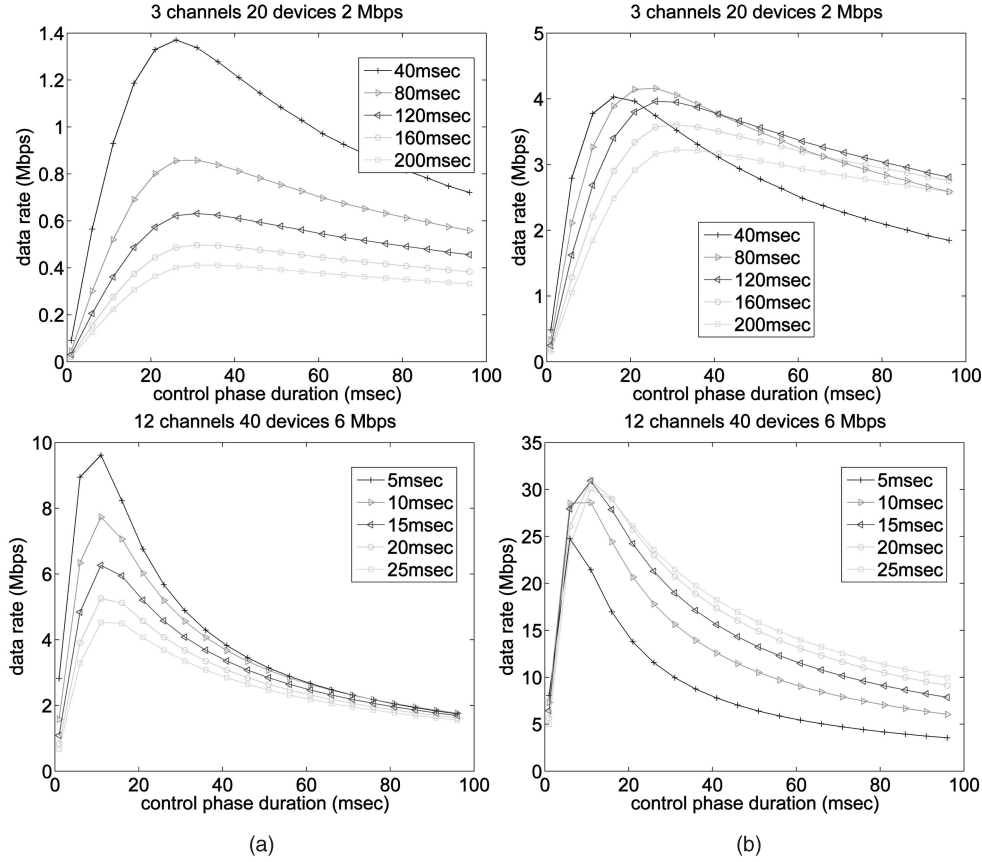 3 channels 20 devices 2 Mbps
data rate (Mbps)
1.4
1.2
1
0.8
0.6
0.4
0.2
0
40msec
80msec
120msec
160msec
200msec
0 20 40 60 80 100
control phase duration (msec)
3 channels 20 devices 2 Mbps
data rate (Mbps)
5
4
3
2
1
0
40msec
80msec
120msec
160msec
200msec
0 20 40 60 80 100
control phase duration (msec)
12 channels 40 devices 6 Mbps
data rate (Mbps)
10
8
6
4
2
0
5msec
10msec
15msec
20msec
25msec
0 20 40 60 80 100
control phase duration (msec)
(a)
12 channels 40 devices 6 Mbps
data rate (Mbps)
35
30
25
20
15
10
5
0
5msec
10msec
15msec
20msec
25msec
0 20 40 60 80 100
control phase duration (msec)
(b)